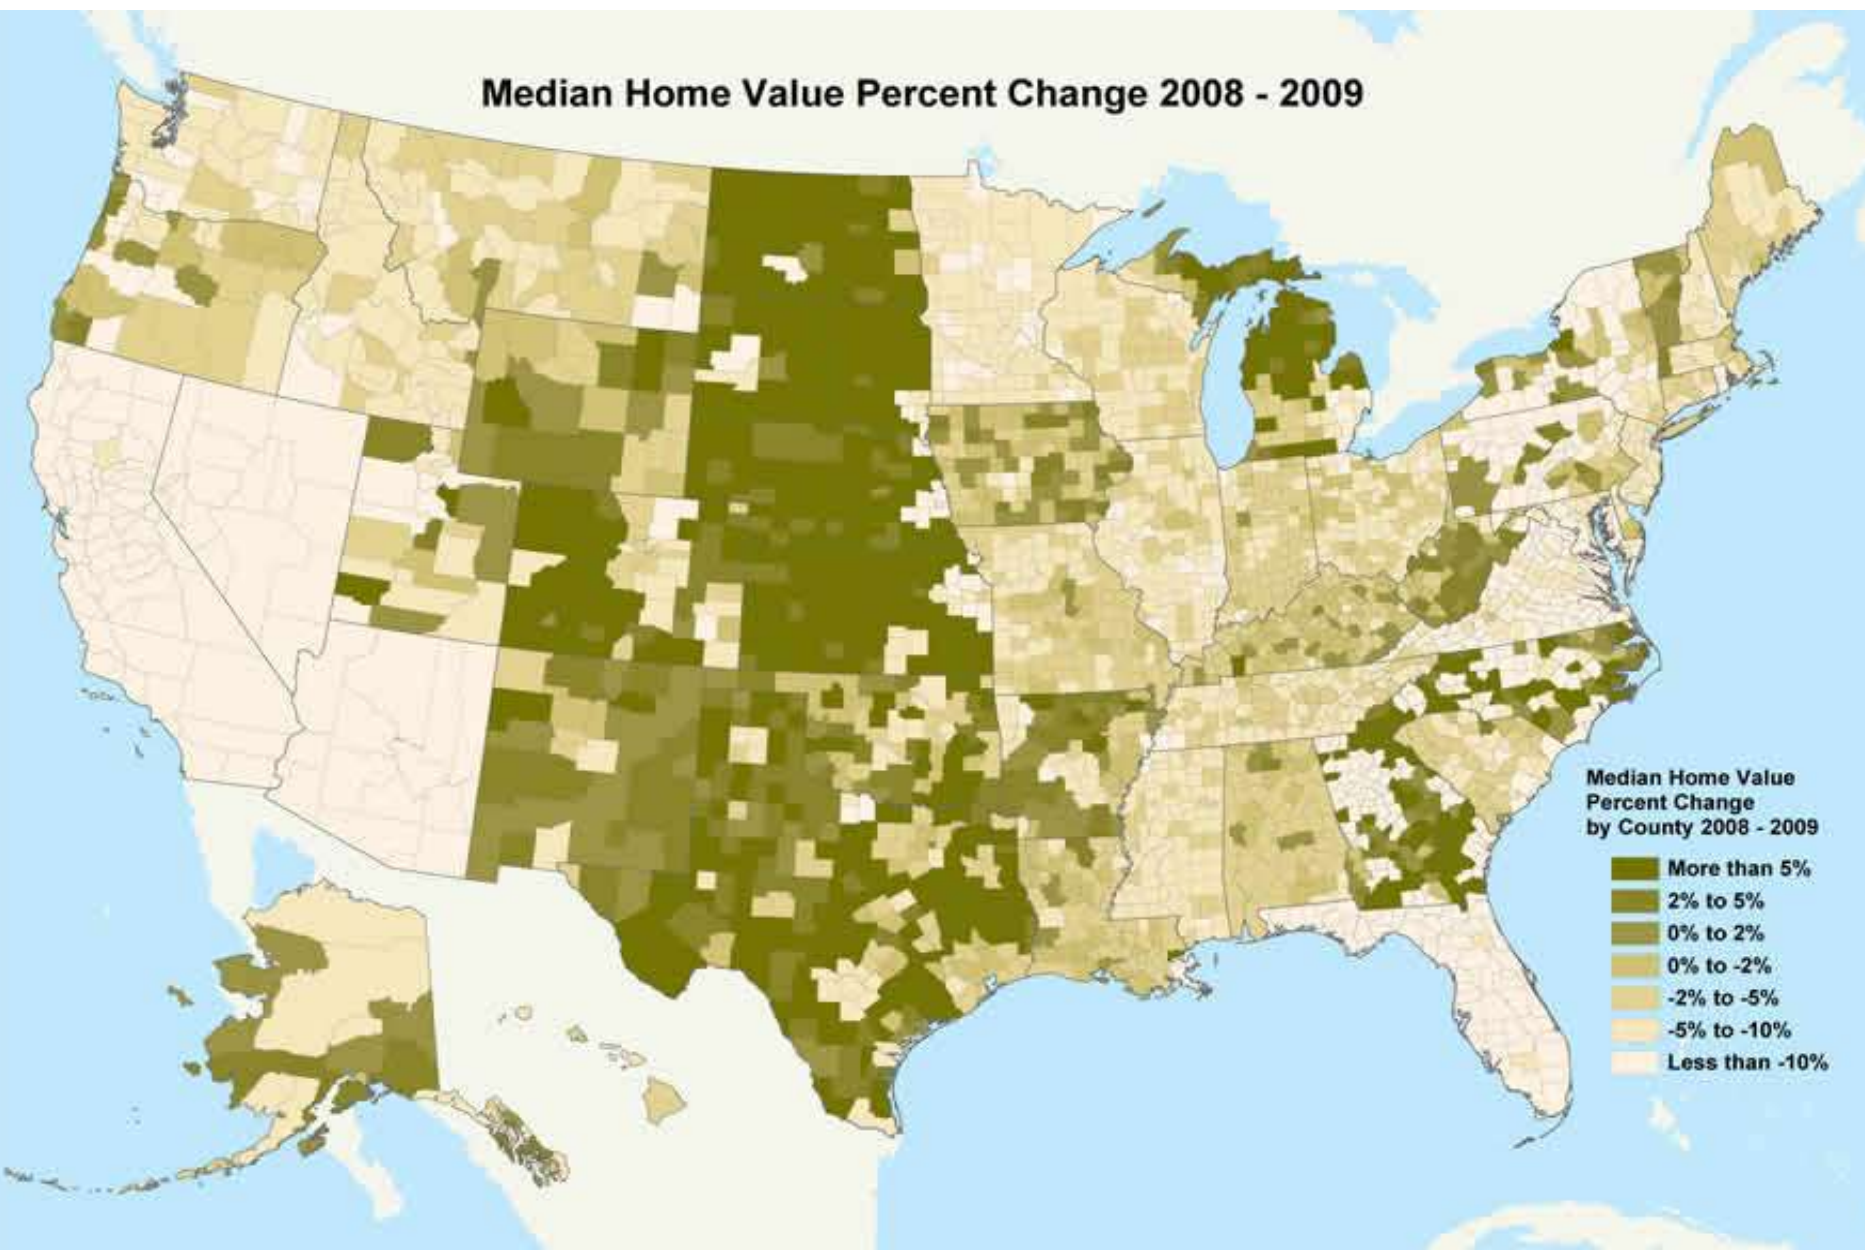 Median Home Value Percent Change 2008 - 2009
Median Home Value
Percent Change
by County 2008 - 2009
More than 5%
2% to 5%
0% to 2%
0% to -2%
-2% to -5%
-5% to -10%
Less than -10%